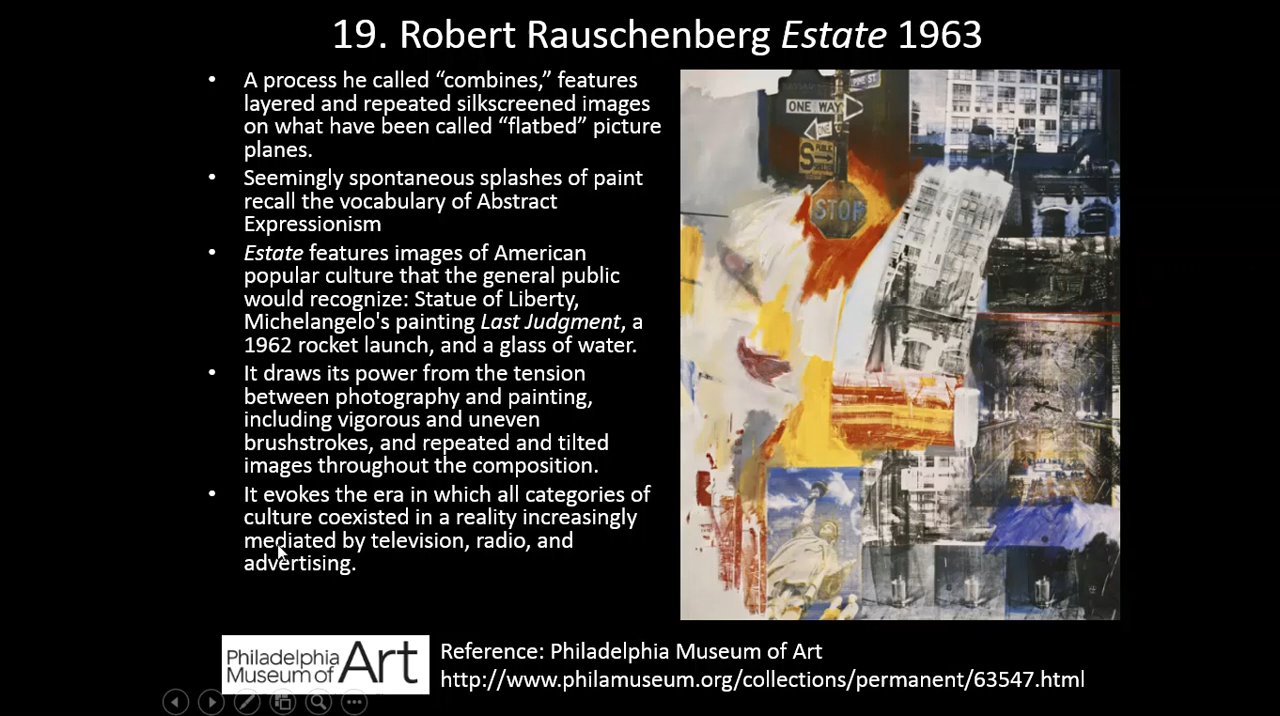 19. Robert Rauschenberg Estate 1963
• A process he called “combines,” features
layered and repeated silkscreened images
on what have been called “flatbed” picture
planes.
• Seemingly spontaneous splashes of paint
recall the vocabulary of Abstract
Expressionism
• Estate features images of American
popular culture that the general public
would recognize: Statue of Liberty,
Michelangelo's painting Last Judgment, a
1962 rocket launch, and a glass of water.
• It draws its power from the tension
between photography and painting,
including vigorous and uneven
brushstrokes, and repeated and tilted
images throughout the composition.
• It evokes the era in which all categories of
culture coexisted in a reality increasingly
mediated by television, radio, and
advertising.
PINE ST
ONE WAY
ONE
PUBLIC
STOP
Philadelphia
Museum of
Art
Reference: Philadelphia Museum of Art
http://www.philamuseum.org/collections/permanent/63547.html